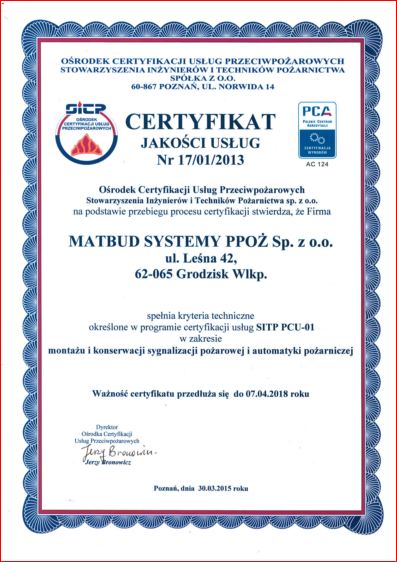 OŚRODEK CERTYFIKACJI USŁUG PRZECIWPOŻAROWYCH
STOWARZYSZENIA INŻYNIERÓW I TECHNIKÓW POŻARNICTWA
SPÓŁKA Z O.O.
60-867 POZNAŃ, UL. NORWIDA 14
SITP
OŚRODEK
CERTYFIKACJI USŁUG
PRZECIWPOŻAROWYCH
CERTYFIKAT
JAKOŚCI USŁUG
Nr 17/01/2013
PCA
POLSKIE CENTRUM
AKREDYTACJI
CERTYFIKACJA
WYROBÓW
AC 124
Ośrodek Certyfikacji Usług Przeciwpożarowych
Stowarzyszenia Inżynierów i Techników Pożarnictwa sp. z o.o.
na podstawie przebiegu procesu certyfikacji stwierdza, że Firma
MATBUD SYSTEMY PPOŻ Sp. z o.o.
ul. Leśna 42,
62-065 Grodzisk Wlkp.
spełnia kryteria techniczne
określone w programie certyfikacji usług SITP PCU-01
w zakresie
montażu i konserwacji sygnalizacji pożarowej i automatyki pożarniczej
Ważność certyfikatu przedłuża się do 07.04.2018 roku
Dyrektor
Ośrodka Certyfikacji
Usług Przeciwpożarowych
Jerzy Bronowicz
Jerzy Bronowicz
Poznań, dnia 30.03.2015 roku